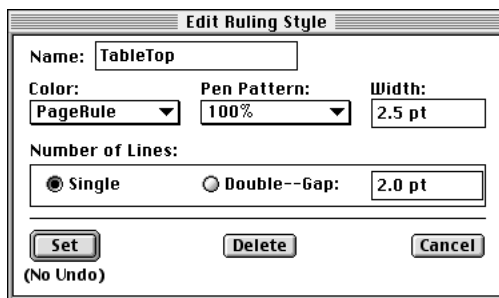 Edit Ruling Style
Name: TableTop
Color: Pen Pattern: Width:
PageRule 100% 2.5 pt
Number of Lines:
Single Double--Gap: 2.0 pt
Set Delete Cancel
(No Undo)